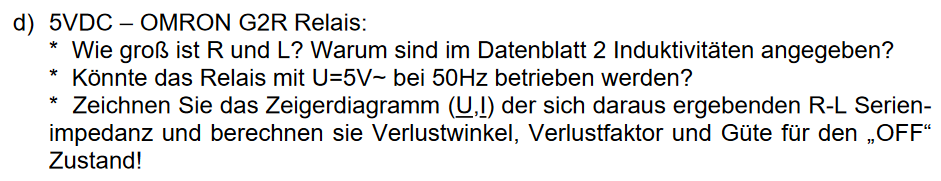 d) 5VDC – OMRON G2R Relais:
* Wie groß ist R und L? Warum sind im Datenblatt 2 Induktivitäten angegeben?
* Könnte das Relais mit U=5V~ bei 50Hz betrieben werden?
* Zeichnen Sie das Zeigerdiagramm (U,I) der sich daraus ergebenden R-L Serien-
impedanz und berechnen sie Verlustwinkel, Verlustfaktor und Güte für den „OFF“
Zustand!